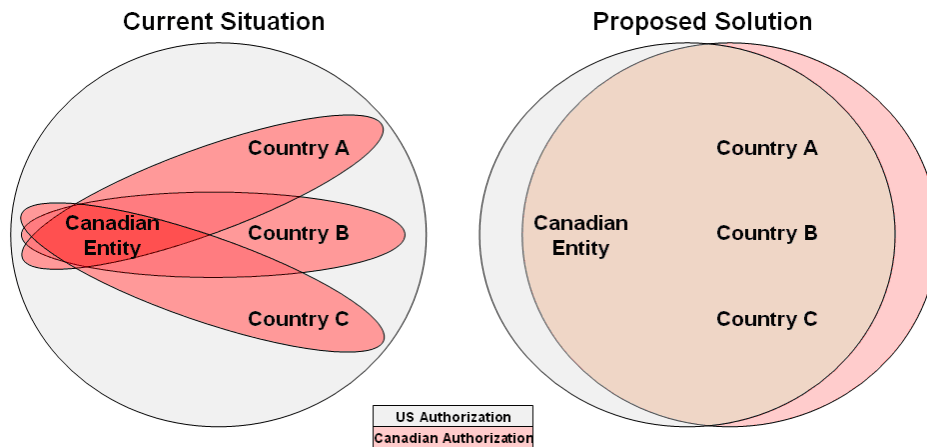 Current Situation
Country A
Canadian
Entity
Country B
Country C
Proposed Solution
Country A
Canadian
Entity
Country B
Country C
US Authorization
Canadian Authorization